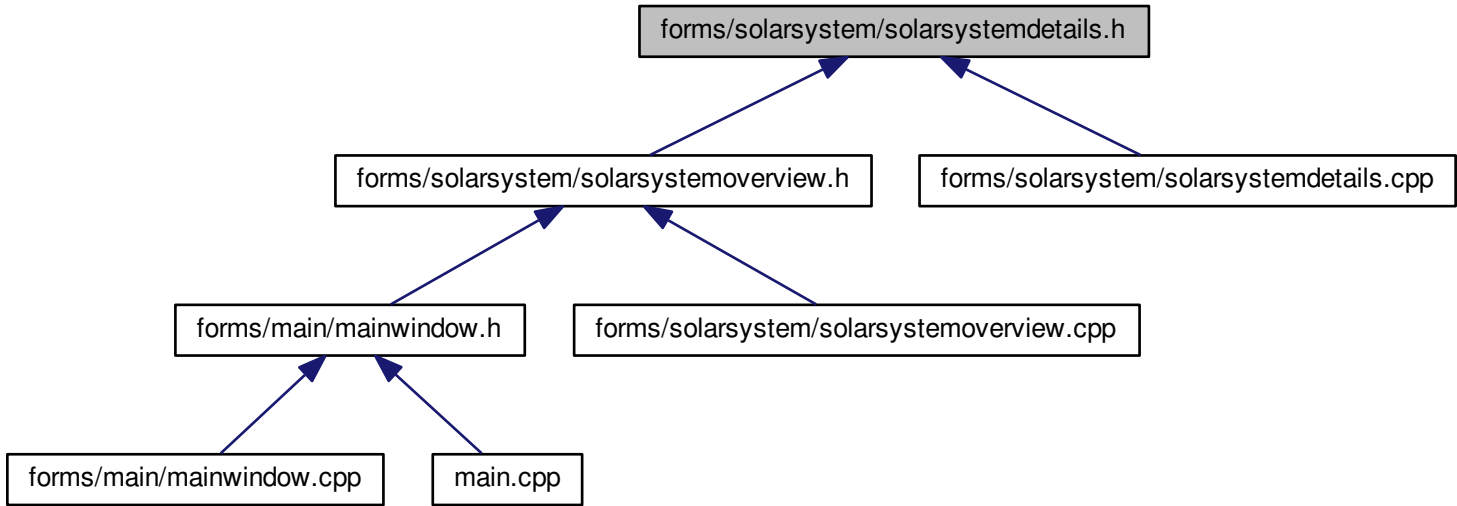 forms/solarsystem/solarsystemdetails.h
forms/solarsystem/solarsystemoverview.h
forms/solarsystem/solarsystemdetails.cpp
forms/main/mainwindow.h
forms/solarsystem/solarsystemoverview.cpp
forms/main/mainwindow.cpp
main.cpp